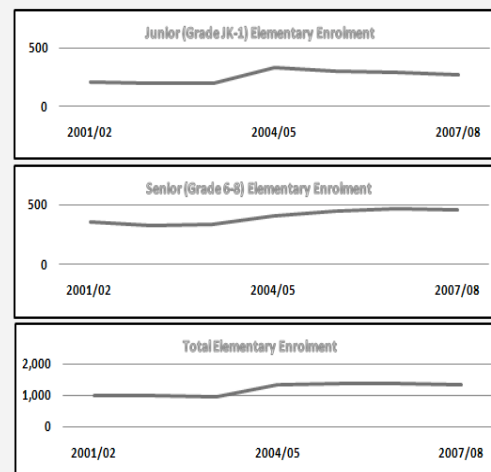 Junior (Grade JK-1) Elementary Enrolment
500
0
2001/02 2004/05 2007/08
Senior (Grade 6-8) Elementary Enrolment
500
0
2001/02 2004/05 2007/08
Total Elementary Enrolment
2,000
1,000
0
2001/02 2004/05 2007/08